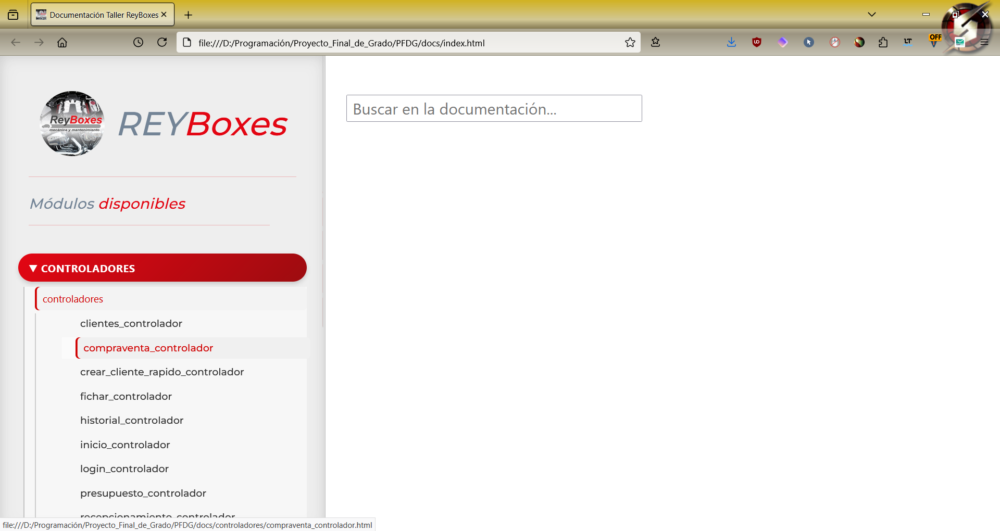 Documentación Taller ReyBoxes
file:///D:/Programación/Proyecto_Final_de_Grado/PFDG/docs/index.html
LT
OFF
ReyBoxes
mecánica y mantenimiento
REYBoxes
Buscar en la documentación...
Módulos disponibles
▼ CONTROLADORES
controladores
clientes_controlador
compraventa_controlador
crear_cliente_rapido_controlador
fichar_controlador
historial_controlador
inicio_controlador
login_controlador
presupuesto_controlador
recepcionamiento_controlador
file:///D:/Programación/Proyecto_Final_de_Grado/PFDG/docs/controladores/compraventa_controlador.html